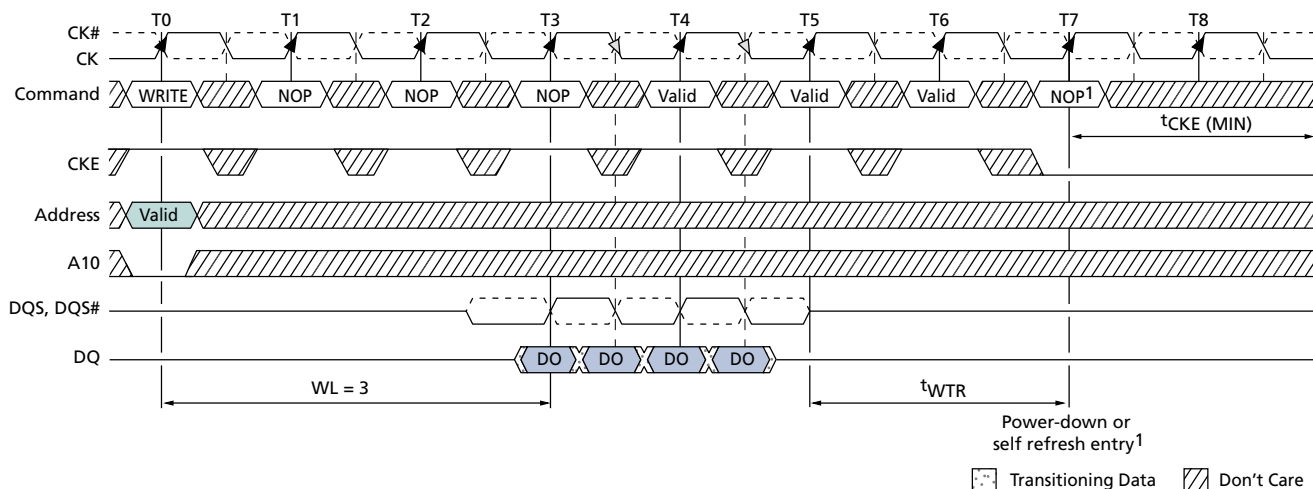 T0 T1 T2 T3 T4 T5 T6 T7 T8
CK#
CK
Command WRITE NOP NOP NOP Valid Valid Valid NOP1
tCKE (MIN)
CKE
Address Valid
A10
DQS, DQS#
DQ DO DO DO DO
WL = 3 tWTR
Power-down or
self refresh entry1
Transitioning Data Don't Care